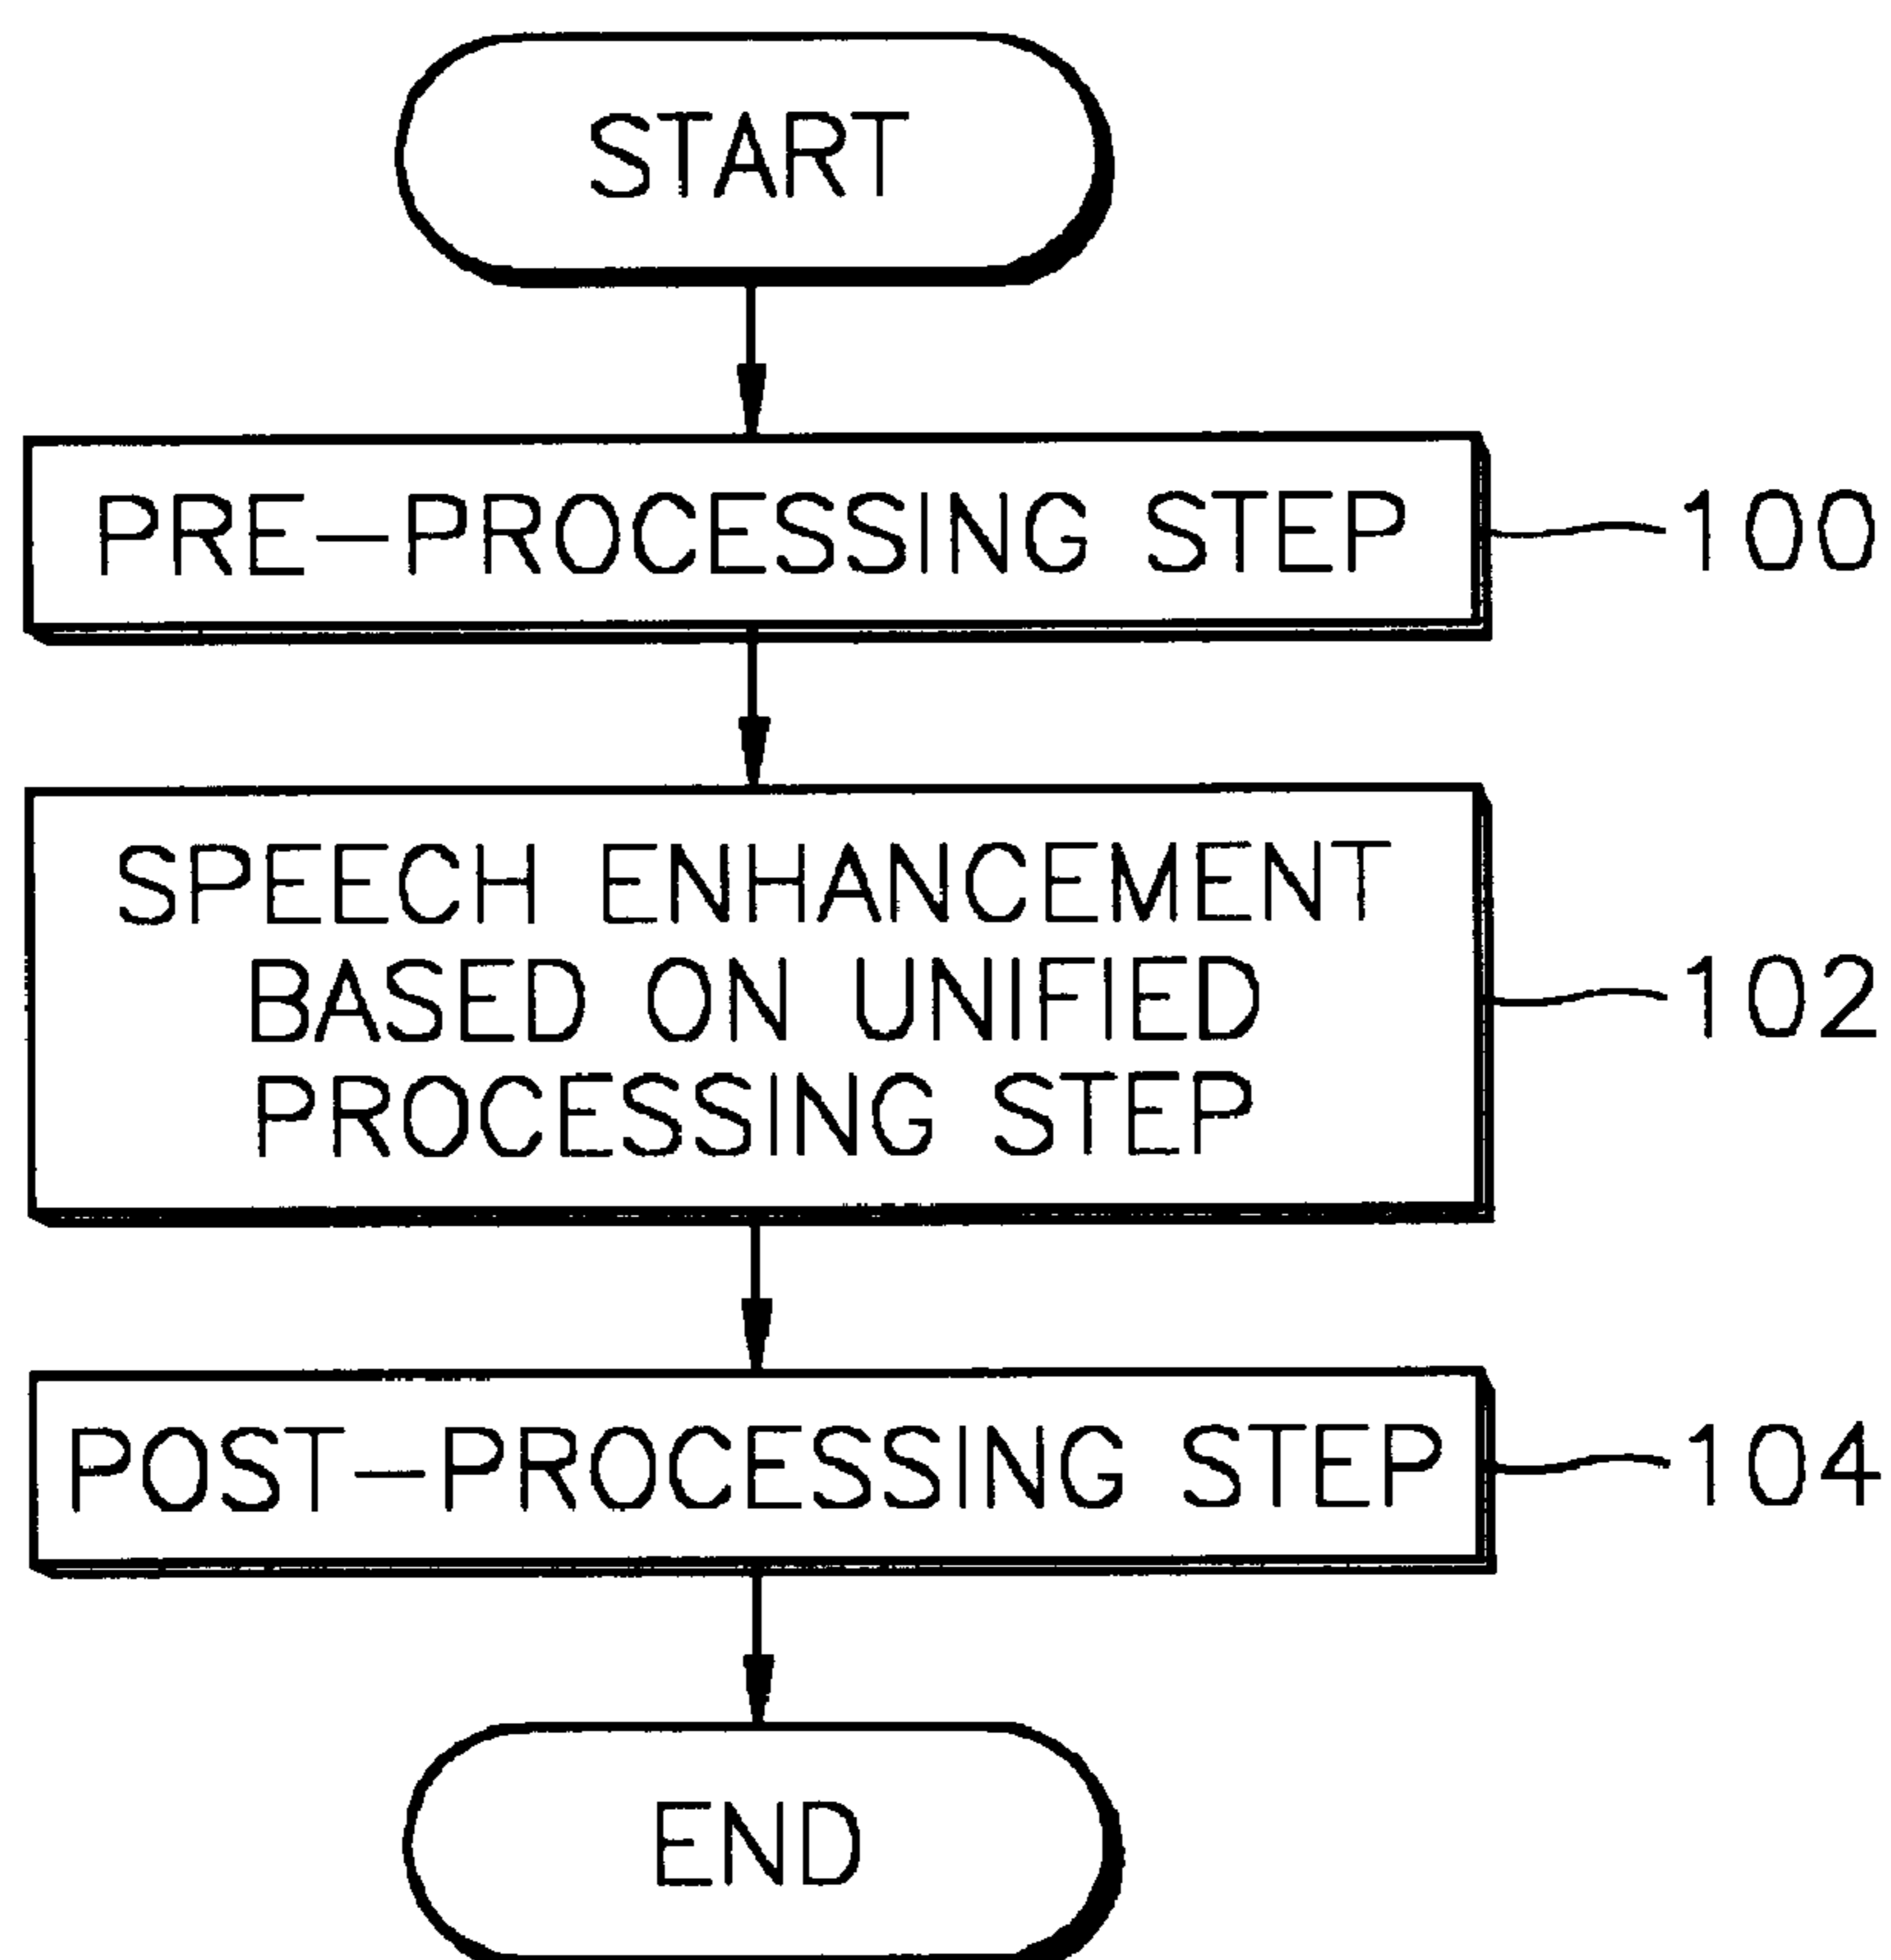 START
PRE-PROCESSING STEP
100
SPEECH ENHANCEMENT
BASED ON UNIFIED
PROCESSING STEP
102
POST-PROCESSING STEP
104
END